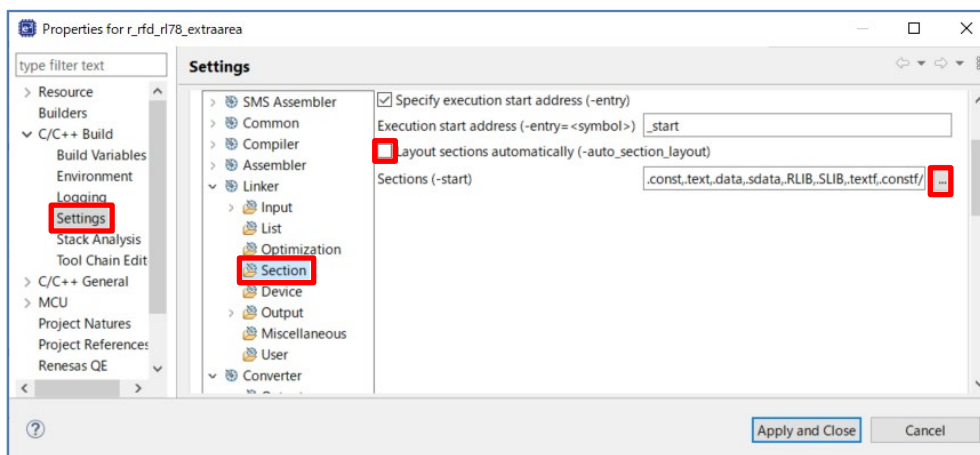 Properties for r_rfd_rl78_extraarea
type filter text
Resource
Builders
C/C++ Build
Build Variables
Environment
Logging
Settings
Stack Analysis
Tool Chain Edit
C/C++ General
MCU
Project Natures
Project References
Renesas QE
Settings
SMS Assembler
Common
Compiler
Assembler
Linker
Input
List
Optimization
Section
Device
Output
Miscellaneous
User
Converter
Specify execution start address (-entry)
Execution start address (-entry=<symbol>) _start
Layout sections automatically (-auto_section_layout)
Sections (-start) .const,.text,.data,.sdata,.RLIB,.SLIB,.textf,.constf/ ...
Apply and Close Cancel